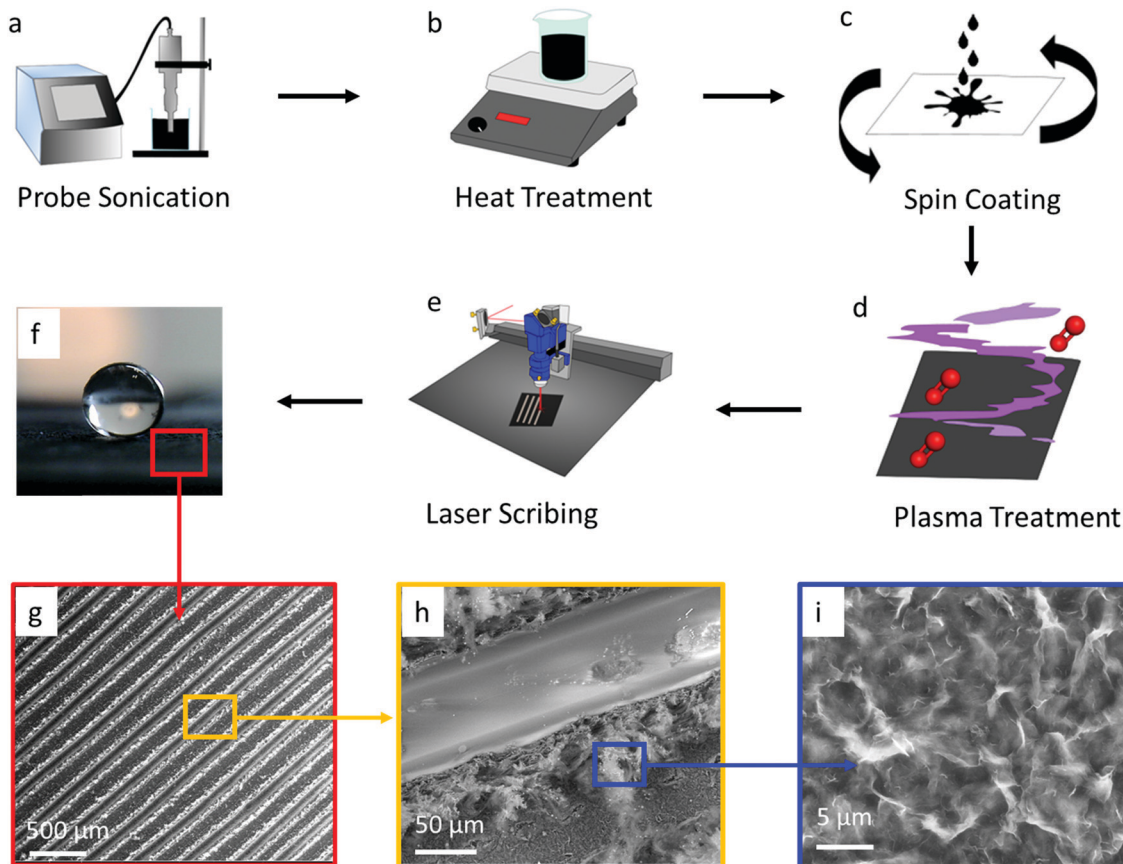 a
b
c
Probe Sonication
Heat Treatment
Spin Coating
f
e
d
Laser Scribing
Plasma Treatment
g
h
i
500 μm
50 μm
5 μm